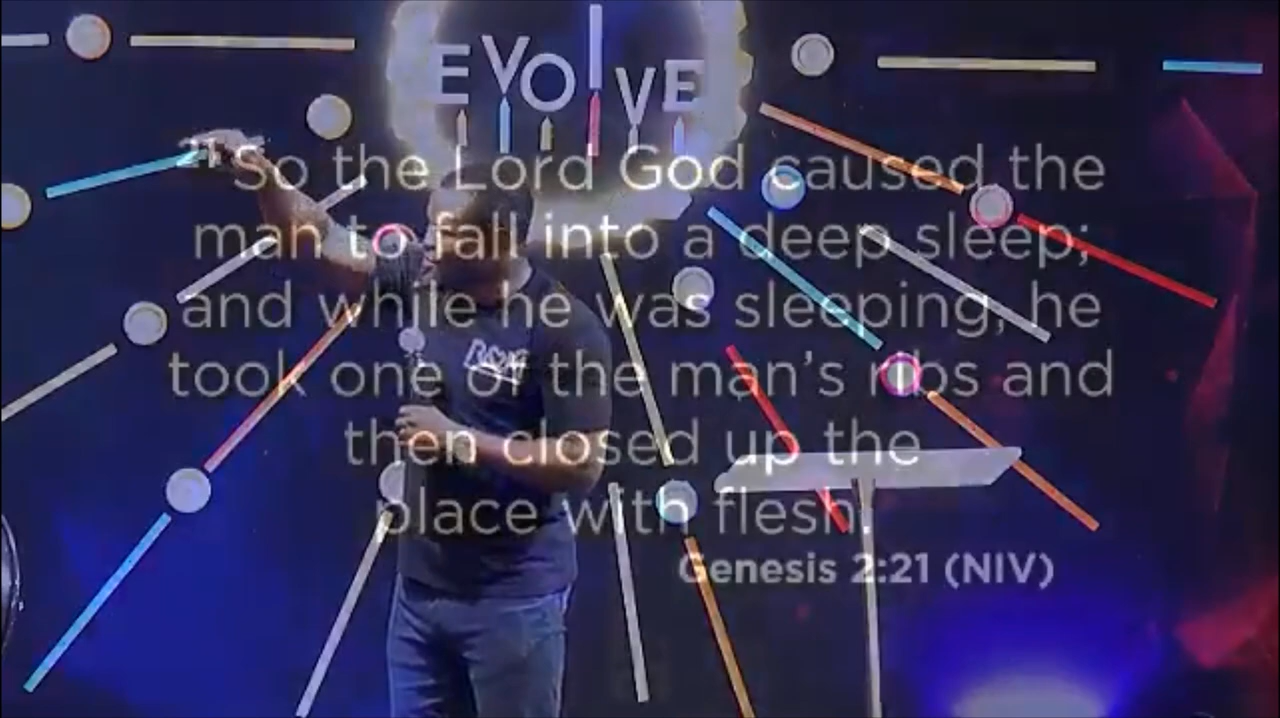 EVOLVE
"So the Lord God caused the
man to fall into a deep sleep;
and while he was sleeping, he
took one of the man's ribs and
then closed up the
place with flesh.
Genesis 2:21 (NIV)